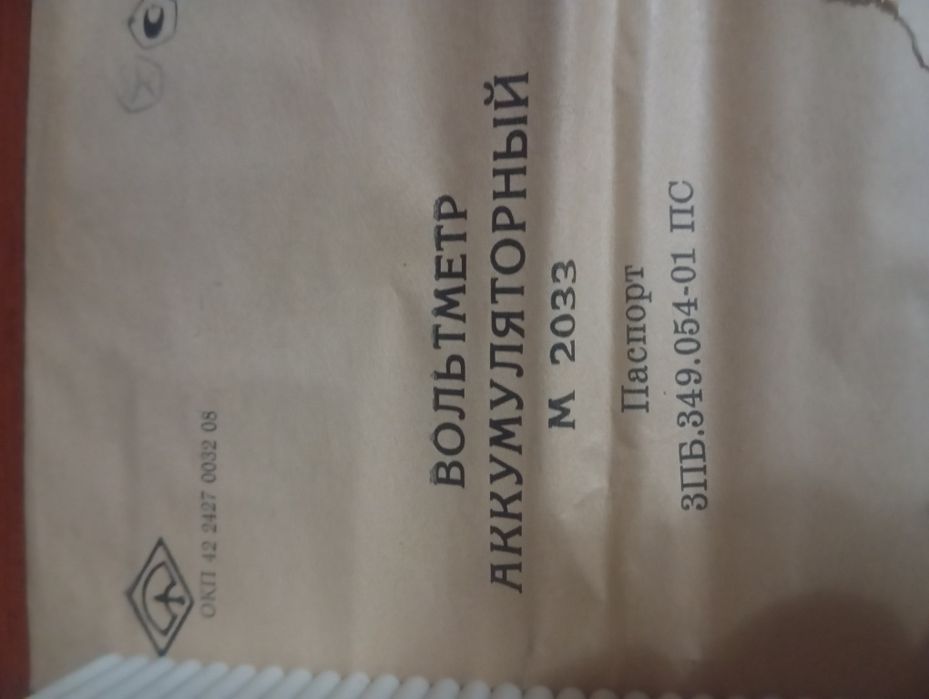 ОКП 42 2427 0032 08
ВОЛЬТМЕТР
АККУМУЛЯТОРНЫЙ
М 2033
Паспорт
3ПБ.349.054-01 ПС